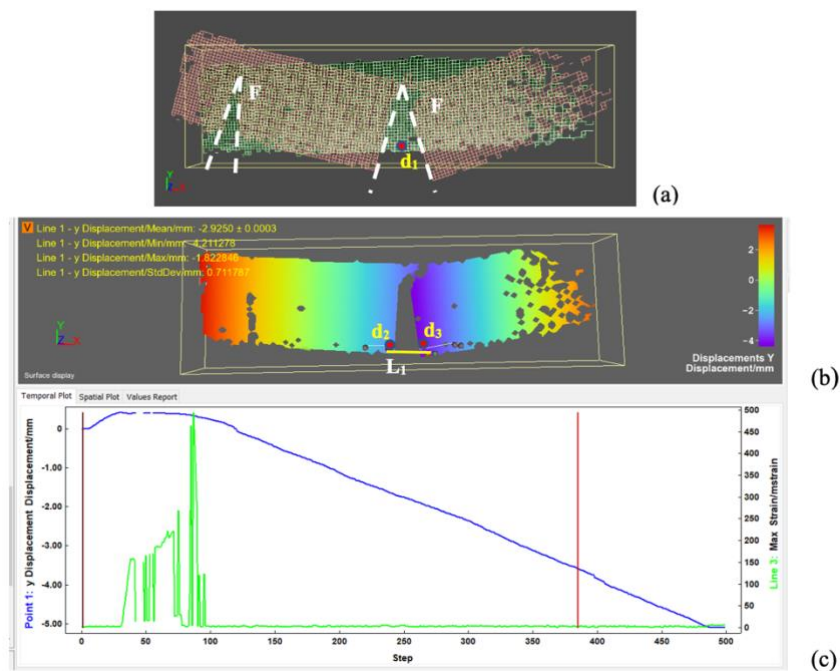 F
F
d₁
(a)
V Line 1 - y Displacement/Mean/mm: -2.9250 ± 0.0003
Line 1 - y Displacement/Min/mm: -4.211278
Line 1 - y Displacement/Max/mm: -1.822846
Line 1 - y Displacement/StdDev/mm: 0.711787
2
0
-2
-4
d₂
d₃
L₁
Y
Z
X
Displacements Y
Displacement/mm
Surface display
(b)
Temporal Plot Spatial Plot Values Report
Point 1: y Displacement Displacement/mm
0
-1.00
-2.00
-3.00
-4.00
-5.00
500
450
400
350
300
250
200
150
100
50
0
Line 3: Max Strain/mstrain
0 50 100 150 200 250 300 350 400 450 500
Step
(c)